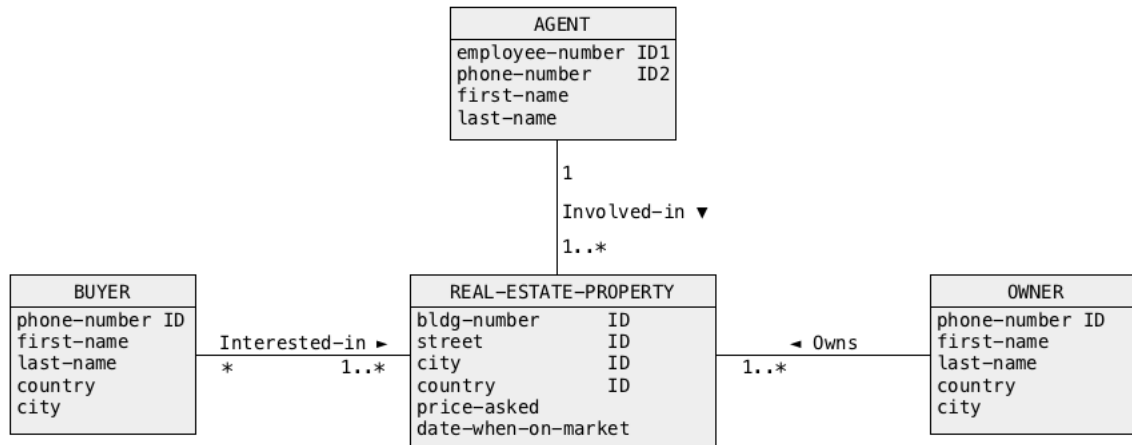 AGENT
employee-number ID1
phone-number ID2
first-name
last-name
1
Involved-in ▼
1..*
BUYER
phone-number ID
first-name
last-name
country
city
Interested-in ►
*
1..*
REAL-ESTATE-PROPERTY
bldg-number ID
street ID
city ID
country ID
price-asked
date-when-on-market
◄ Owns
1..*
OWNER
phone-number ID
first-name
last-name
country
city